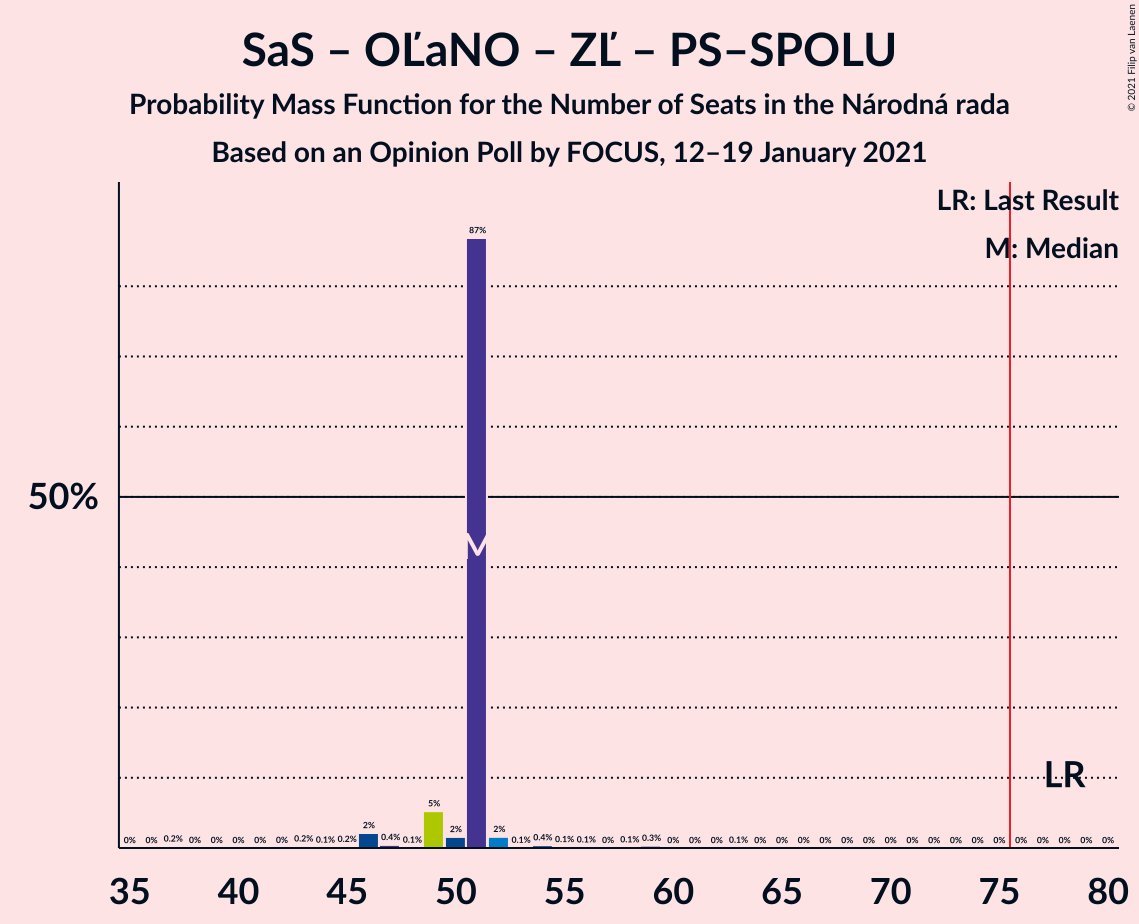 SaS – OĽaNO – ZĽ – PS–SPOLU
Probability Mass Function for the Number of Seats in the Národná rada
Based on an Opinion Poll by FOCUS, 12–19 January 2021
© 2021 Filip van Laenen
LR: Last Result
M: Median
87%
50%
M
LR
5%
2% 2% 2%
0% 0% 0.2% 0% 0% 0% 0% 0% 0.2% 0.1% 0.2% 0.4% 0.1% 0.1% 0.4% 0.1% 0.1% 0% 0.1% 0.3% 0% 0% 0% 0.1% 0% 0% 0% 0% 0% 0% 0% 0% 0% 0% 0% 0% 0% 0% 0% 0% 0%
35 40 45 50 55 60 65 70 75 80